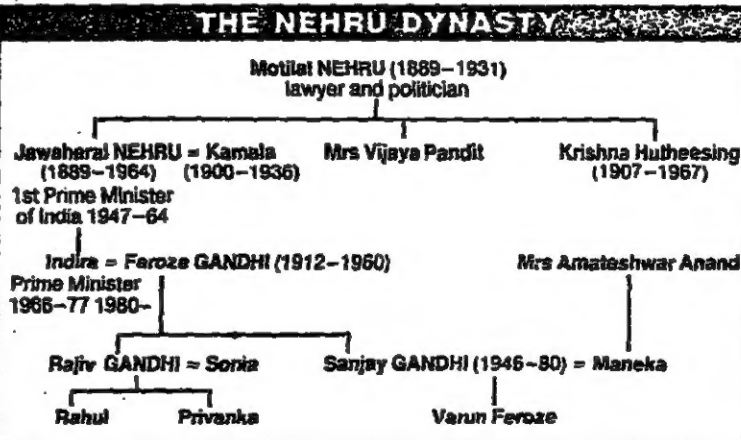 THE NEHRU DYNASTY
Motilal NEHRU (1889–1931)
lawyer and politician
Jawaharal NEHRU = Kamala
(1889–1964) (1900–1936)
1st Prime Minister
of India 1947–64
Mrs Vijaya Pandit
Krishna Hutheesing
(1907–1967)
Indira = Feroze GANDHI (1912–1960)
Prime Minister
1966–77 1980–
Mrs Amateshwar Anand
Rajiv GANDHI = Sonia
Sanjay GANDHI (1946–80) = Maneka
Rahul Privanka
Varun Feroze